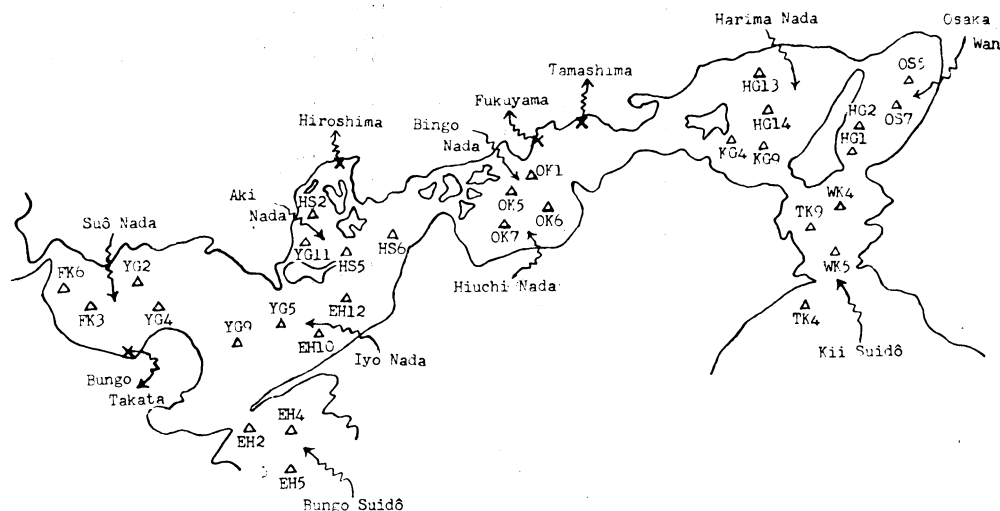 Harima Nada
Osaka
Wan
Tamashima
Fukuyama
Hiroshima
Bingo
Nada
Aki
Nada
Suô Nada
OS5
OS7
HG13
HG14
HG2
HG1
KG4
KG9
OK1
OK5
OK6
OK7
HS2
YG11
HS5
HS6
WK4
TK9
WK5
TK4
Hiuchi Nada
Kii Suidô
FK6
YG2
FK3
YG4
YG5
EH12
YG9
EH10
Iyo Nada
Bungo
Takata
EH2
EH4
EH5
Bungo Suidô